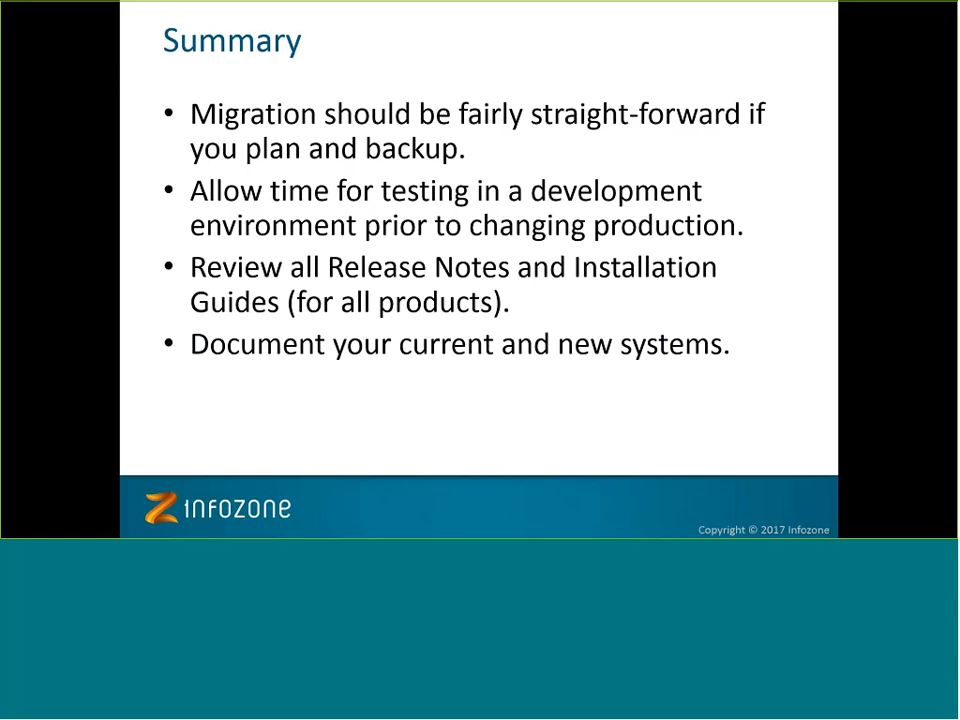 Summary
• Migration should be fairly straight-forward if
you plan and backup.
• Allow time for testing in a development
environment prior to changing production.
• Review all Release Notes and Installation
Guides (for all products).
• Document your current and new systems.
INFOZONE
Copyright © 2017 Infozone